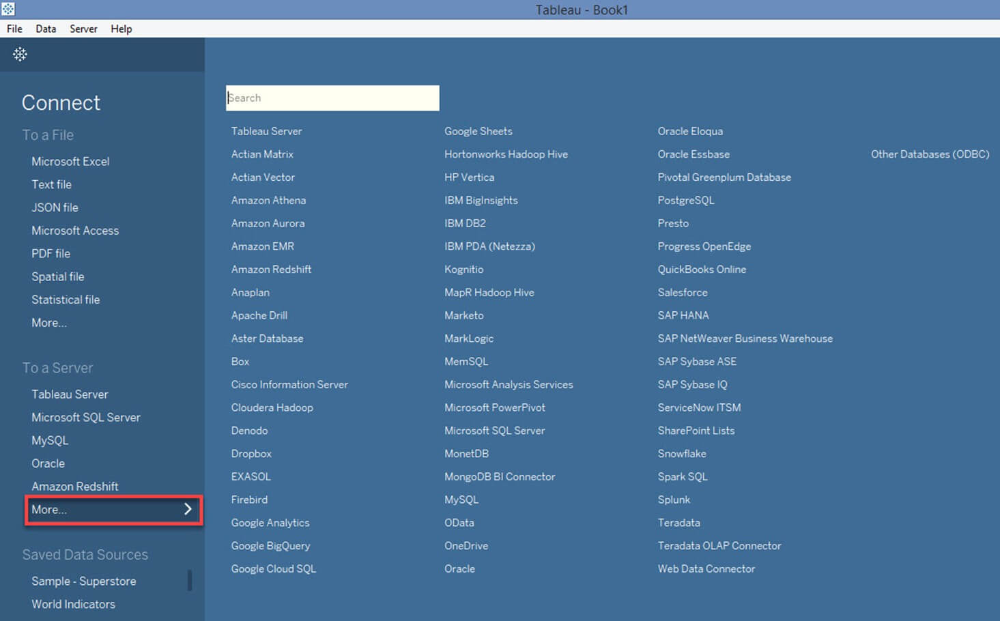 Tableau - Book1
File Data Server Help
Connect
To a File
Microsoft Excel
Text file
JSON file
Microsoft Access
PDF file
Spatial file
Statistical file
More...
To a Server
Tableau Server
Microsoft SQL Server
MySQL
Oracle
Amazon Redshift
More...
Saved Data Sources
Sample - Superstore
World Indicators
Search
Tableau Server
Actian Matrix
Actian Vector
Amazon Athena
Amazon Aurora
Amazon EMR
Amazon Redshift
Anaplan
Apache Drill
Aster Database
Box
Cisco Information Server
Cloudera Hadoop
Denodo
Dropbox
EXASOL
Firebird
Google Analytics
Google BigQuery
Google Cloud SQL
Google Sheets
Hortonworks Hadoop Hive
HP Vertica
IBM BigInsights
IBM DB2
IBM PDA (Netezza)
Kognitio
MapR Hadoop Hive
Marketo
MarkLogic
MemSQL
Microsoft Analysis Services
Microsoft PowerPivot
Microsoft SQL Server
MonetDB
MongoDB BI Connector
MySQL
OData
OneDrive
Oracle
Oracle Eloqua
Oracle Essbase
Pivotal Greenplum Database
PostgreSQL
Presto
Progress OpenEdge
QuickBooks Online
Salesforce
SAP HANA
SAP NetWeaver Business Warehouse
SAP Sybase ASE
SAP Sybase IQ
ServiceNow ITSM
SharePoint Lists
Snowflake
Spark SQL
Splunk
Teradata
Teradata OLAP Connector
Web Data Connector
Other Databases (ODBC)